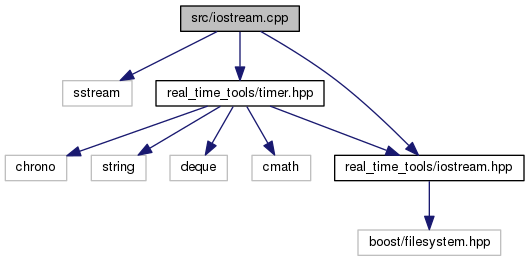 src/iostream.cpp
sstream
real_time_tools/timer.hpp
chrono
string
deque
cmath
real_time_tools/iostream.hpp
boost/filesystem.hpp